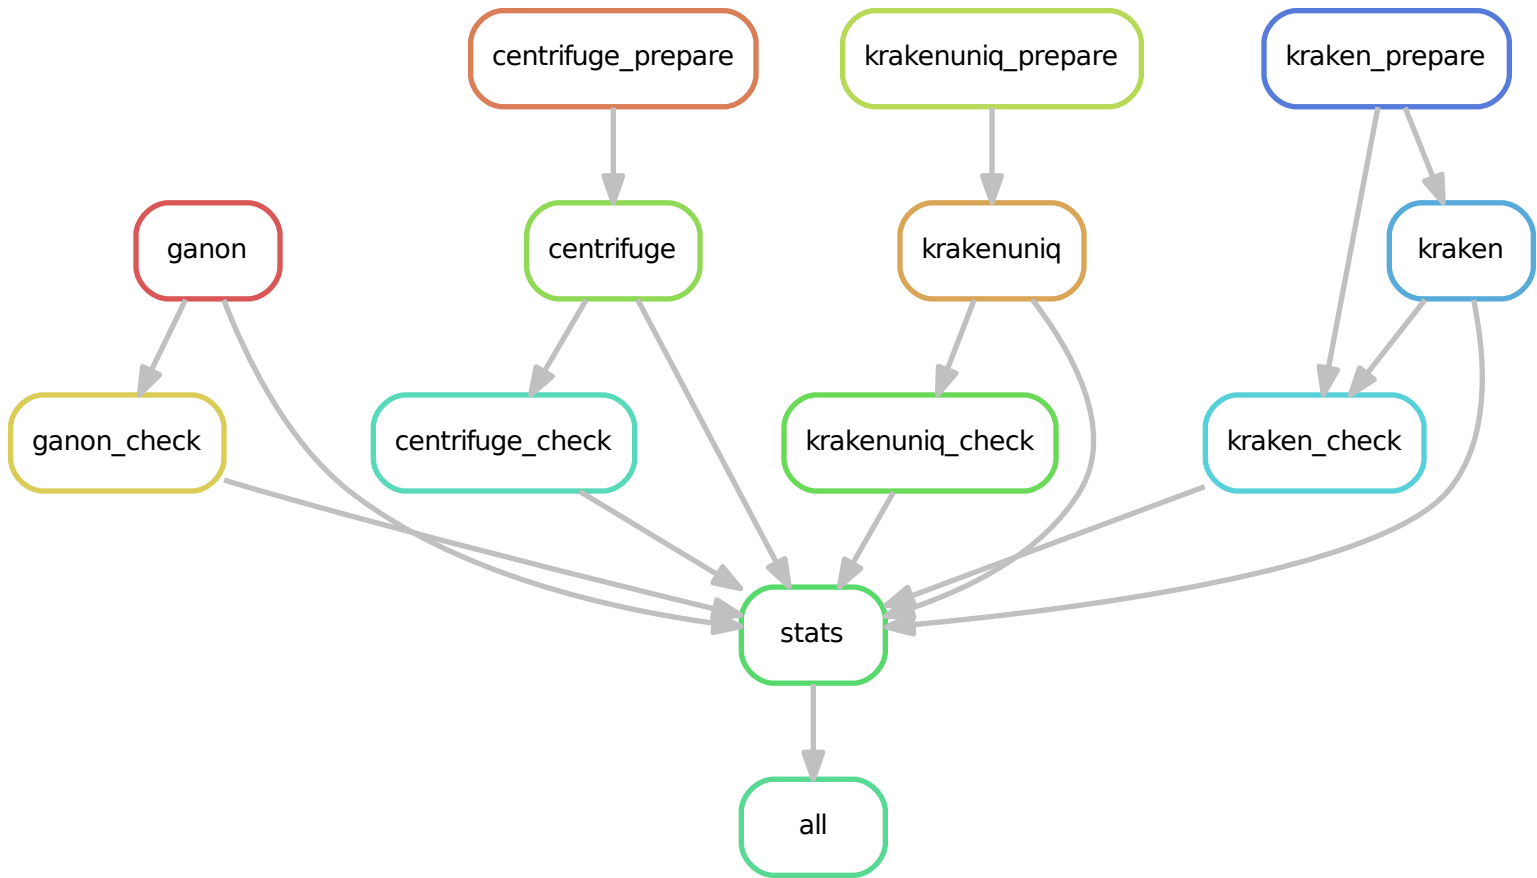 centrifuge_prepare
krakenuniq_prepare
kraken_prepare
ganon
centrifuge
krakenuniq
kraken
ganon_check
centrifuge_check
krakenuniq_check
kraken_check
stats
all